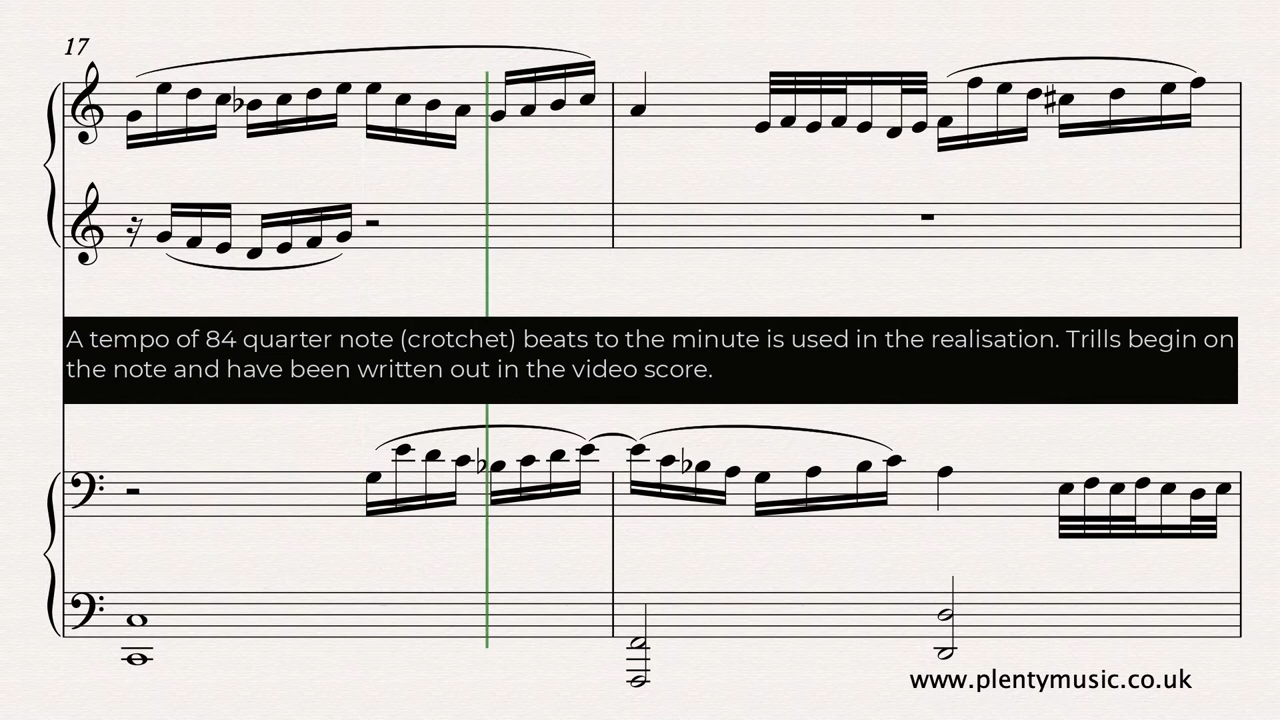 17
A tempo of 84 quarter note (crotchet) beats to the minute is used in the realisation. Trills begin on
the note and have been written out in the video score.
www.plentymusic.co.uk